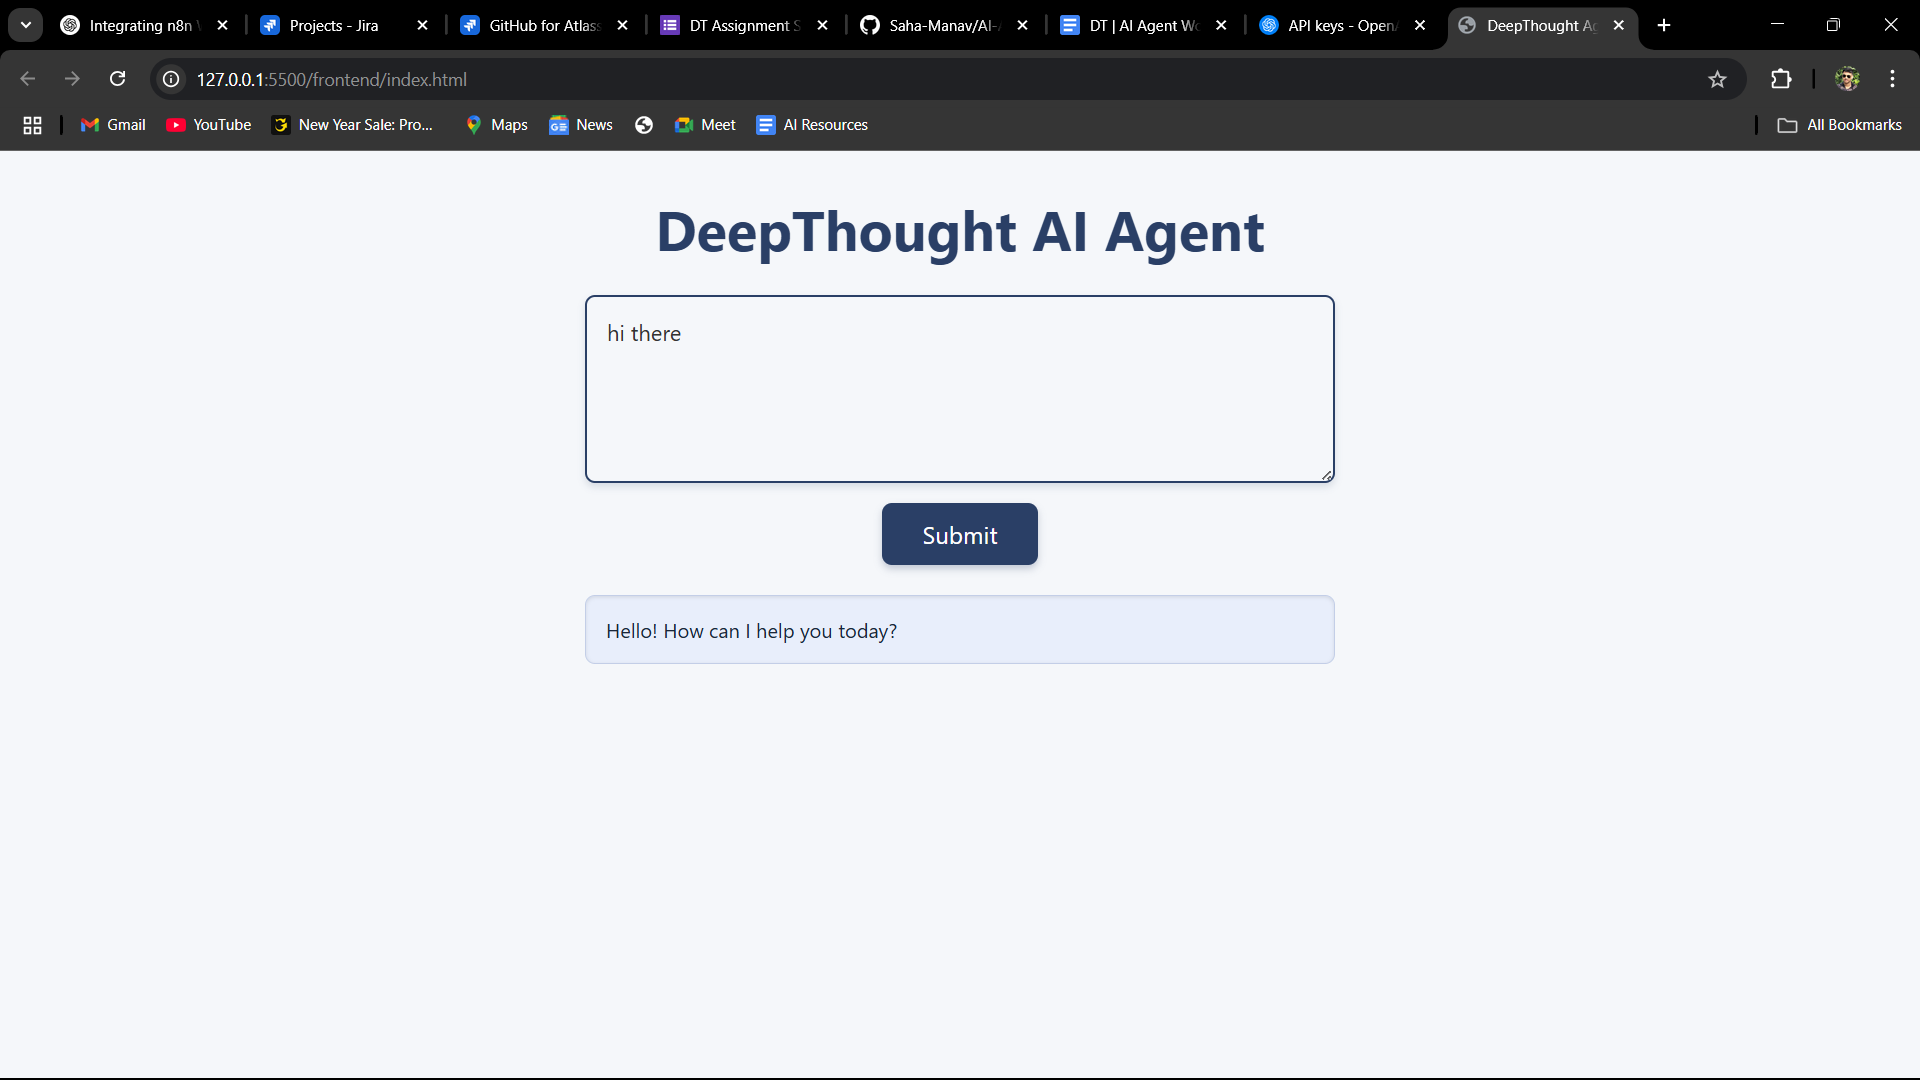 Integrating n8n
Projects - Jira
GitHub for Atlass
DT Assignment S
Saha-Manav/AI-
DT | AI Agent Wo
API keys - Open
DeepThought Ag
127.0.0.1:5500/frontend/index.html
Gmail
YouTube
New Year Sale: Pro...
Maps
News
Meet
AI Resources
All Bookmarks
DeepThought AI Agent
hi there
Submit
Hello! How can I help you today?